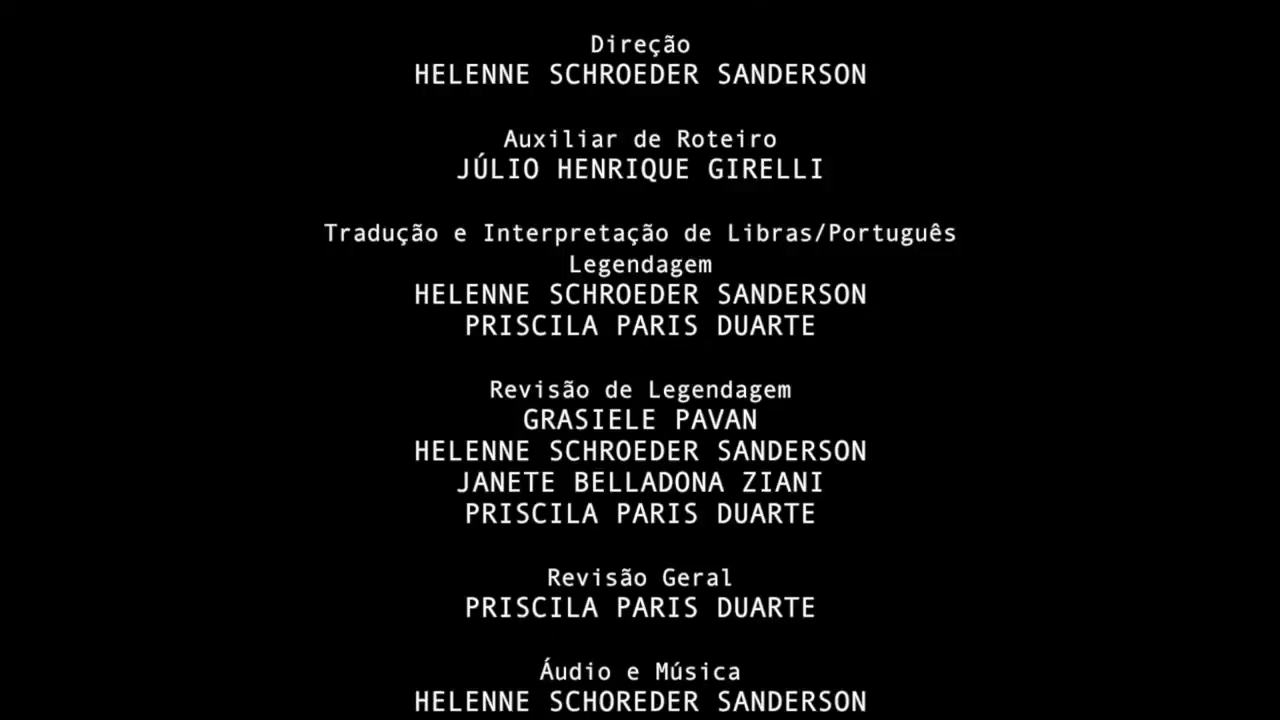 Direção
HELENNE SCHROEDER SANDERSON
Auxiliar de Roteiro
JÚLIO HENRIQUE GIRELLI
Tradução e Interpretação de Libras/Português
Legendagem
HELENNE SCHROEDER SANDERSON
PRISCILA PARIS DUARTE
Revisão de Legendagem
GRASIELE PAVAN
HELENNE SCHROEDER SANDERSON
JANETE BELLADONA ZIANI
PRISCILA PARIS DUARTE
Revisão Geral
PRISCILA PARIS DUARTE
Áudio e Música
HELENNE SCHOREDER SANDERSON